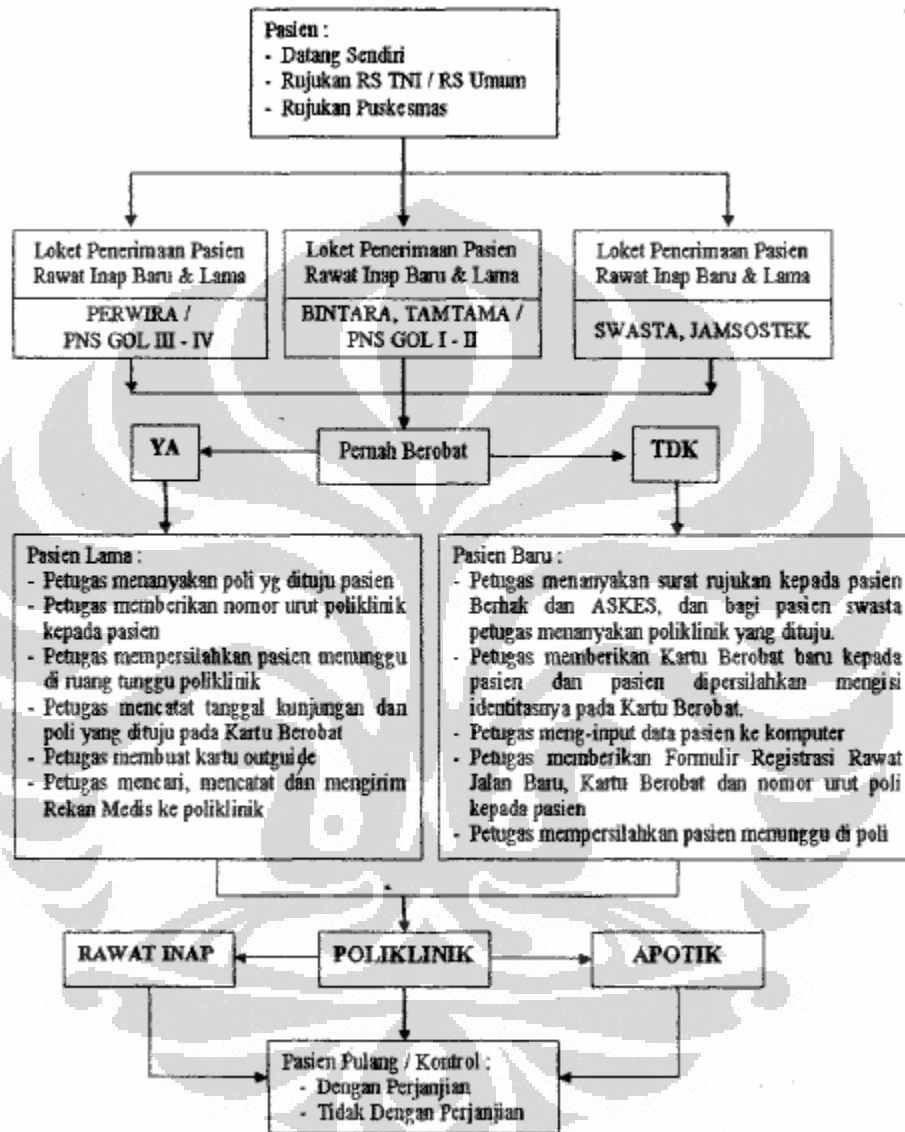 Pasien :
- Datang Sendiri
- Rujukan RS TNI / RS Umum
- Rujukan Puskesmas
Loket Penerimaan Pasien
Rawat Inap Baru & Lama
PERWIRA /
PNS GOL III - IV
Loket Penerimaan Pasien
Rawat Inap Baru & Lama
BINTARA, TAMTAMA /
PNS GOL I - II
Loket Penerimaan Pasien
Rawat Inap Baru & Lama
SWASTA, JAMSOSTEK
YA
Pernah Berobat
TDK
Pasien Lama :
- Petugas menanyakan poli yg dituju pasien
- Petugas memberikan nomor urut poliklinik
kepada pasien
- Petugas mempersilahkan pasien menunggu
di ruang tunggu poliklinik
- Petugas mencatat tanggal kunjungan dan
poli yang dituju pada Kartu Berobat
- Petugas membuat kartu outguide
- Petugas mencari, mencatat dan mengirim
Rekan Medis ke poliklinik
Pasien Baru :
- Petugas menanyakan surat rujukan kepada pasien
Berhak dan ASKES, dan bagi pasien swasta
petugas menanyakan poliklinik yang dituju.
- Petugas memberikan Kartu Berobat baru kepada
pasien dan pasien dipersilahkan mengisi
identitasnya pada Kartu Berobat.
- Petugas meng-input data pasien ke komputer
- Petugas memberikan Formulir Registrasi Rawat
Jalan Baru, Kartu Berobat dan nomor urut poli
kepada pasien
- Petugas mempersilahkan pasien menunggu di poli
RAWAT INAP
POLIKLINIK
APOTIK
Pasien Pulang / Kontrol :
- Dengan Perjanjian
- Tidak Dengan Perjanjian